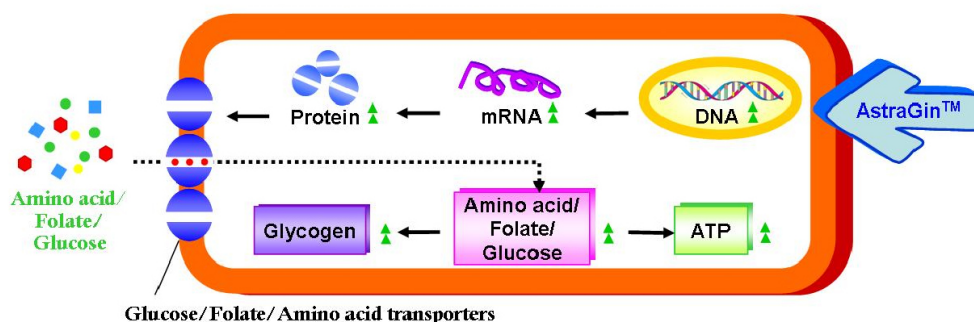 AstraGin™
Protein
mRNA
DNA
Amino acid/
Folate/
Glucose
Glycogen
Amino acid/
Folate/
Glucose
ATP
Glucose/Folate/Amino acid transporters